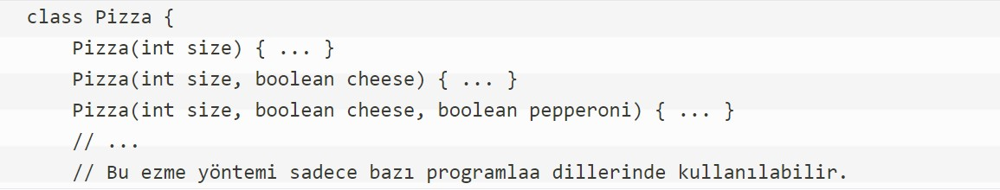 class Pizza {
    Pizza(int size) { ... }
    Pizza(int size, boolean cheese) { ... }
    Pizza(int size, boolean cheese, boolean pepperoni) { ... }
    // ...
    // Bu ezme yöntemi sadece bazı programlaa dillerinde kullanılabilir.